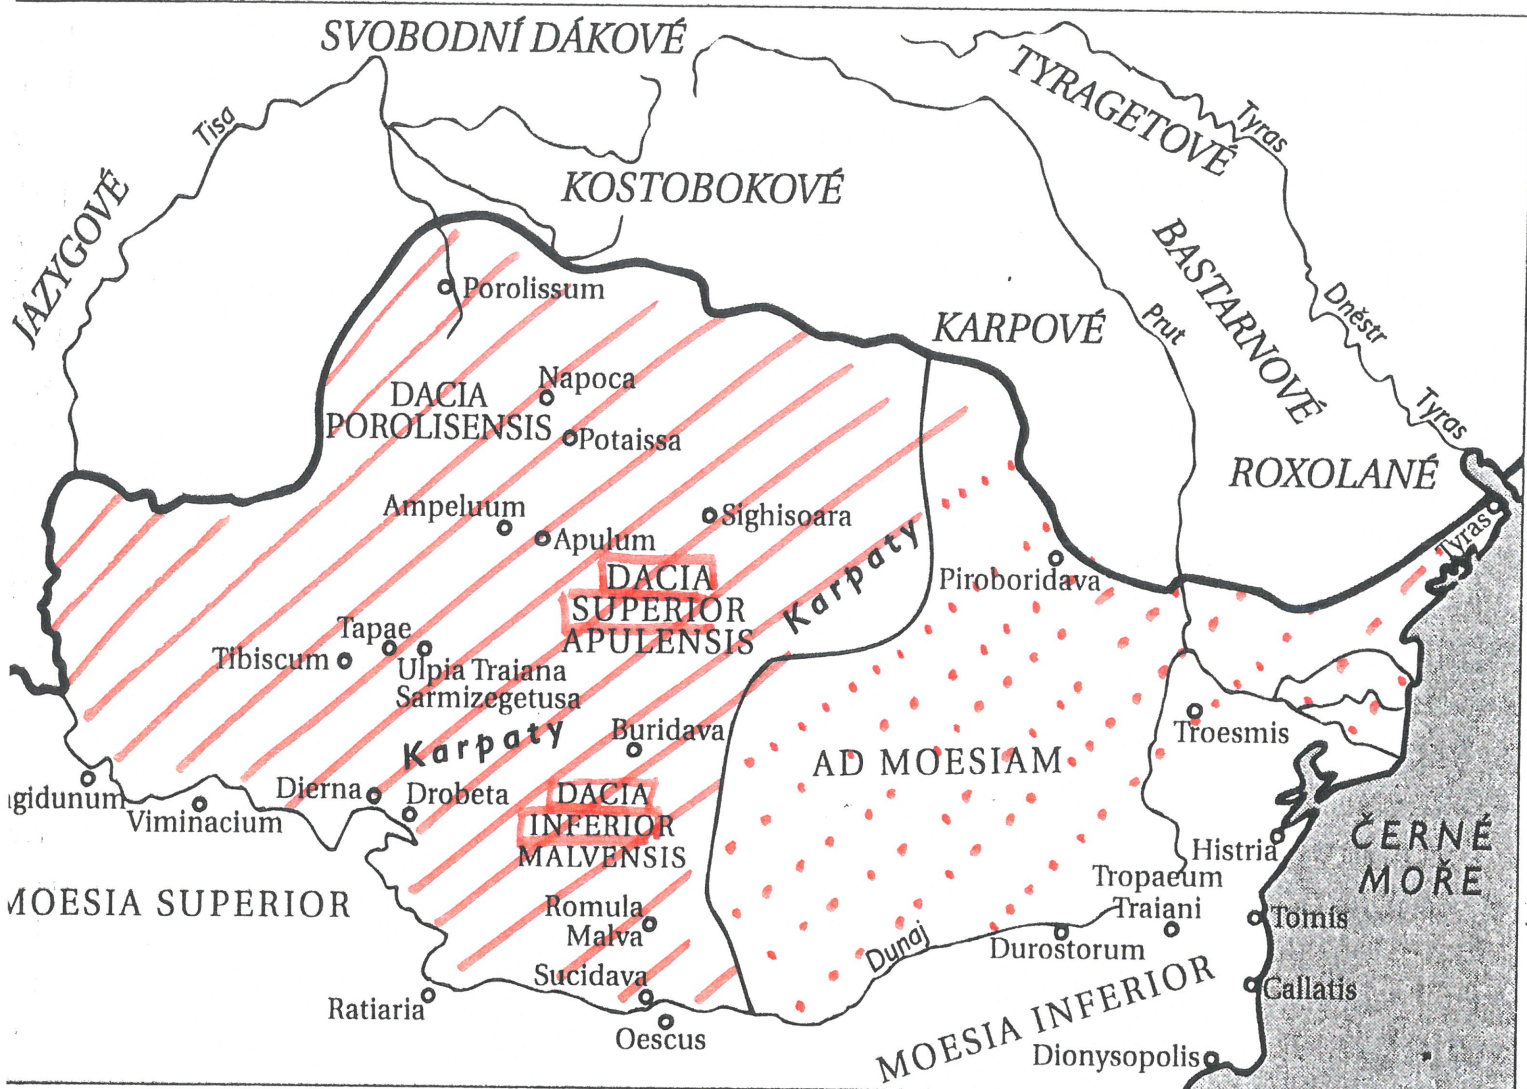 SVOBODNÍ DÁKOVÉ
TYRAGETOVÉ
Tyras
Tisa
KOSTOBOKOVÉ
JAZYGOVÉ
BASTARNOVÉ
Dněstr
Porolissum
KARPOVÉ
Prut
Napoca
DACIA
POROLISENSIS
Potaissa
Tyras
ROXOLANÉ
Ampeluum
Sighisoara
Apulum
Tyras
Karpaty
DACIA
SUPERIOR
APULENSIS
Piroboridava
Tapae
Tibiscum
Ulpia Traiana
Sarmizegetusa
Buridava
Karpaty
Troesmis
AD MOESIAM
gidunum
Viminacium
Dierna
Drobeta
DACIA
INFERIOR
MALVENSIS
ČERNÉ
MOŘE
Histria
MOESIA SUPERIOR
Tropaeum
Traiani
Romula
Malva
Tomis
Dunaj
Durostorum
Sucidava
Callatis
Ratiaria
Oescus
MOESIA INFERIOR
Dionysopolis